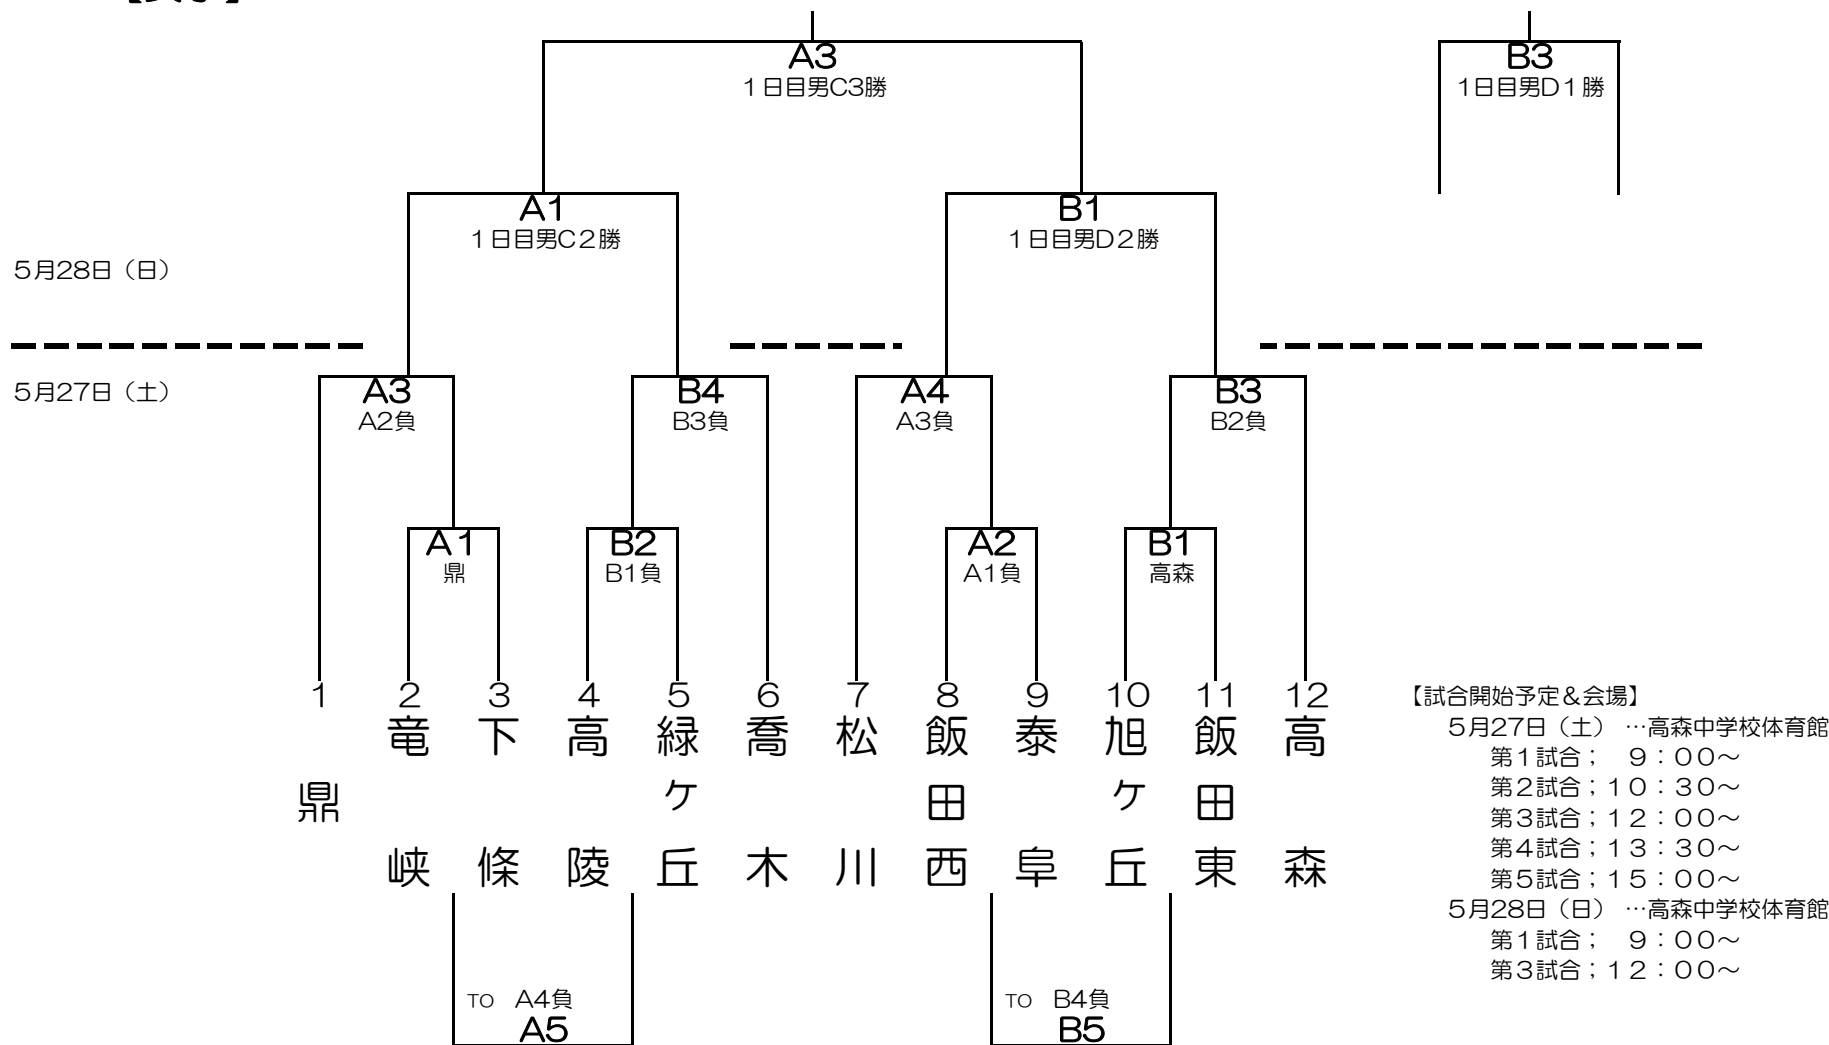 A3
1日目男C3勝
B3
1日目男D1勝
A1
1日目男C2勝
B1
1日目男D2勝
5月28日（日）
5月27日（土）
A3
A2負
B4
B3負
A4
A3負
B3
B2負
A1
鼎
B2
B1負
A2
A1負
B1
高森
1 2 3 4 5 6 7 8 9 10 11 12
鼎
竜峡
下條
高陵
緑ケ丘
喬木
松川
飯田西
泰阜
旭ケ丘
飯田東
高森
【試合開始予定＆会場】
5月27日（土） …高森中学校体育館
第1試合； 9：00～
第2試合；10：30～
第3試合；12：00～
第4試合；13：30～
第5試合；15：00～
5月28日（日） …高森中学校体育館
第1試合； 9：00～
第3試合；12：00～
TO A4負
A5
TO B4負
B5